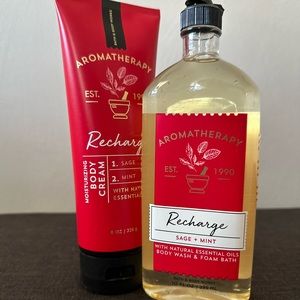 AROMATHERAPY
EST. 1990
Recharge
MOISTURIZING
BODY
CREAM
1. SAGE
2. MINT
WITH NATURAL
ESSENTIAL
AROMATHERAPY
EST. 1990
Recharge
SAGE + MINT
WITH NATURAL ESSENTIAL OILS
BODY WASH & FOAM BATH